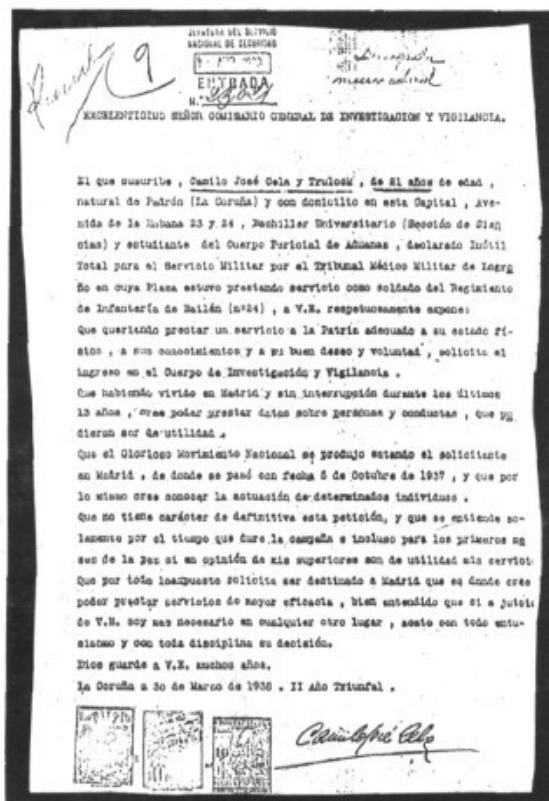 JEFATURA DEL SERVICIO
NACIONAL DE SEGURIDAD
ENTRADA
N.º
9
EXCELENTISIMO SEÑOR COMISARIO GENERAL DE INVESTIGACION Y VIGILANCIA.
El que suscribe , Camilo José Cela y Trulock , de 21 años de edad ,
natural de Padrón (La Coruña) y con domicilio en esta Capital , Ave-
nida de la Habana 23 y 24 , Bachiller Universitario (Sección de Cien
cias) y estudiante del Cuerpo Pericial de Aduanas , declarado Inútil
Total para el Servicio Militar por el Tribunal Médico Militar de Logro
ño en cuya Plaza estuvo prestando servicio como soldado del Regimiento
de Infantería de Bailén (nº24) , a V.E. respetuosamente expone:
Que queriendo prestar un servicio a la Patria adecuado a su estado fí-
sico , a sus conocimientos y a su buen deseo y voluntad , solicita el
ingreso en el Cuerpo de Investigación y Vigilancia .
Que habiendo vivido en Madrid y sin interrupción durante los últimos
13 años , cree poder prestar datos sobre personas y conductas , que pu
dieran ser de utilidad .
Que el Glorioso Movimiento Nacional se produjo estando el solicitante
en Madrid , de donde se pasó con fecha 5 de Octubre de 1937 , y que por
lo mismo cree conocer la actuación de determinados individuos .
Que no tiene carácter de definitiva esta petición, y que se entiende so-
lamente por el tiempo que dure la campaña e incluso para los primeros me
ses de la paz si en opinión de mis superiores son de utilidad mis servicio
Que por todo loexpuesto solicita ser destinado a Madrid que es donde cree
poder prestar servicios de mayor eficacia , bien entendido que si a juicio
de V.E. soy mas necesario en cualquier otro lugar , acato con todo entu-
siasmo y con toda disciplina su decisión.
Dios guarde a V.E. muchos años.
La Coruña a 30 de Marzo de 1938 . II Año Triunfal .
Camilo José Cela